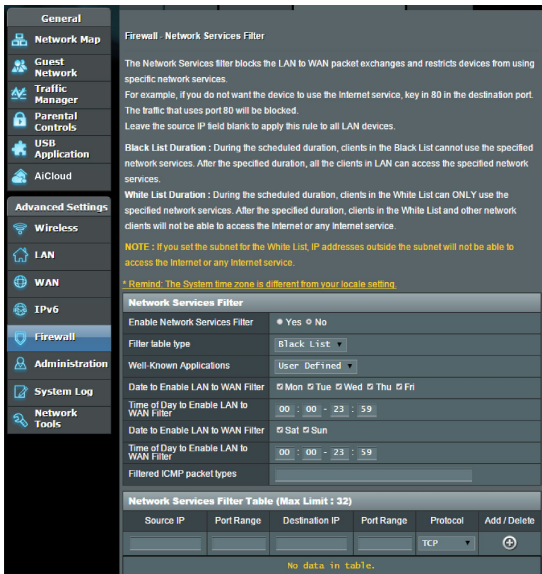 General
Network Map
Guest
Network
Traffic
Manager
Parental
Controls
USB
Application
AiCloud
Advanced Settings
Wireless
LAN
WAN
IPv6
Firewall
Administration
System Log
Network
Tools
Firewall - Network Services Filter
The Network Services filter blocks the LAN to WAN packet exchanges and restricts devices from using
specific network services.
For example, if you do not want the device to use the Internet service, key in 80 in the destination port.
The traffic that uses port 80 will be blocked.
Leave the source IP field blank to apply this rule to all LAN devices.
Black List Duration : During the scheduled duration, clients in the Black List cannot use the specified
network services. After the specified duration, all the clients in LAN can access the specified network
services.
White List Duration : During the scheduled duration, clients in the White List can ONLY use the
specified network services. After the specified duration, clients in the White List and other network
clients will not be able to access the Internet or any Internet service.
NOTE : If you set the subnet for the White List, IP addresses outside the subnet will not be able to
access the Internet or any Internet service.
* Remind: The System time zone is different from your locale setting.
Network Services Filter
Enable Network Services Filter Yes No
Filter table type Black List
Well-Known Applications User Defined
Date to Enable LAN to WAN Filter Mon Tue Wed Thu Fri
Time of Day to Enable LAN to
WAN Filter 00 : 00 - 23 : 59
Date to Enable LAN to WAN Filter Sat Sun
Time of Day to Enable LAN to
WAN Filter 00 : 00 - 23 : 59
Filtered ICMP packet types
Network Services Filter Table (Max Limit : 32)
Source IP Port Range Destination IP Port Range Protocol Add / Delete
TCP
No data in table.